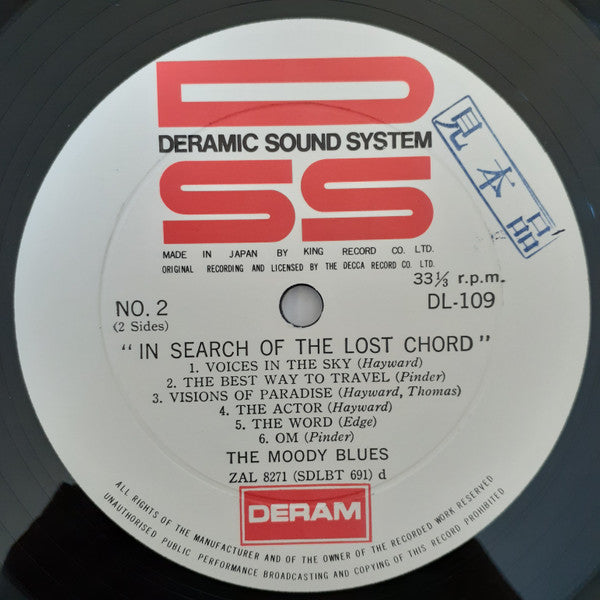 D
DERAMIC SOUND SYSTEM
SS
見本品
MADE IN JAPAN BY KING RECORD CO. LTD.
ORIGINAL RECORDING AND LICENSED BY THE DECCA RECORD CO. LTD.
33⅓ r.p.m.
NO. 2
DL-109
(2 Sides)
"IN SEARCH OF THE LOST CHORD"
1. VOICES IN THE SKY (Hayward)
2. THE BEST WAY TO TRAVEL (Pinder)
3. VISIONS OF PARADISE (Hayward, Thomas)
4. THE ACTOR (Hayward)
5. THE WORD (Edge)
6. OM (Pinder)
THE MOODY BLUES
ZAL 8271 (SDLBT 691) d
DERAM
ALL RIGHTS OF THE MANUFACTURER AND OF THE OWNER OF THE RECORDED WORK RESERVED
UNAUTHORISED PUBLIC PERFORMANCE BROADCASTING AND COPYING OF THIS RECORD PROHIBITED